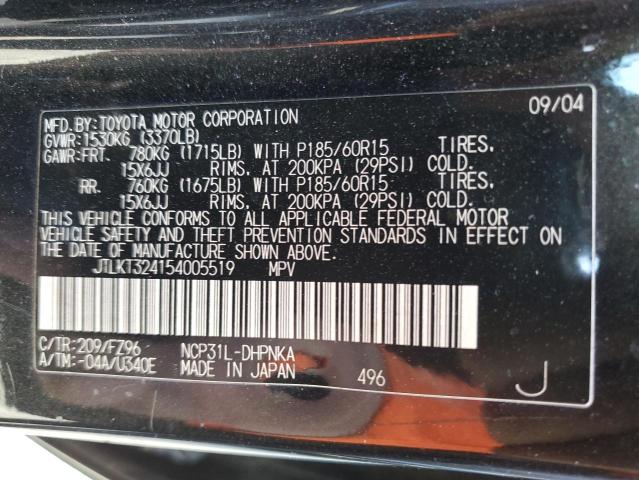 MFD.BY:TOYOTA MOTOR CORPORATION 09/04
GVWR:1530KG (3370LB)
GAWR:FRT. 780KG (1715LB) WITH P185/60R15 TIRES,
15X6JJ RIMS, AT 200KPA (29PSI) COLD.
RR. 760KG (1675LB) WITH P185/60R15 TIRES,
15X6JJ RIMS, AT 200KPA (29PSI) COLD.
THIS VEHICLE CONFORMS TO ALL APPLICABLE FEDERAL MOTOR
VEHICLE SAFETY AND THEFT PREVENTION STANDARDS IN EFFECT ON
THE DATE OF MANUFACTURE SHOWN ABOVE.
JTLKT324154005519 MPV
C/TR:209/FZ96 NCP31L-DHPNKA
A/TM:-04A/U340E MADE IN JAPAN
496 J